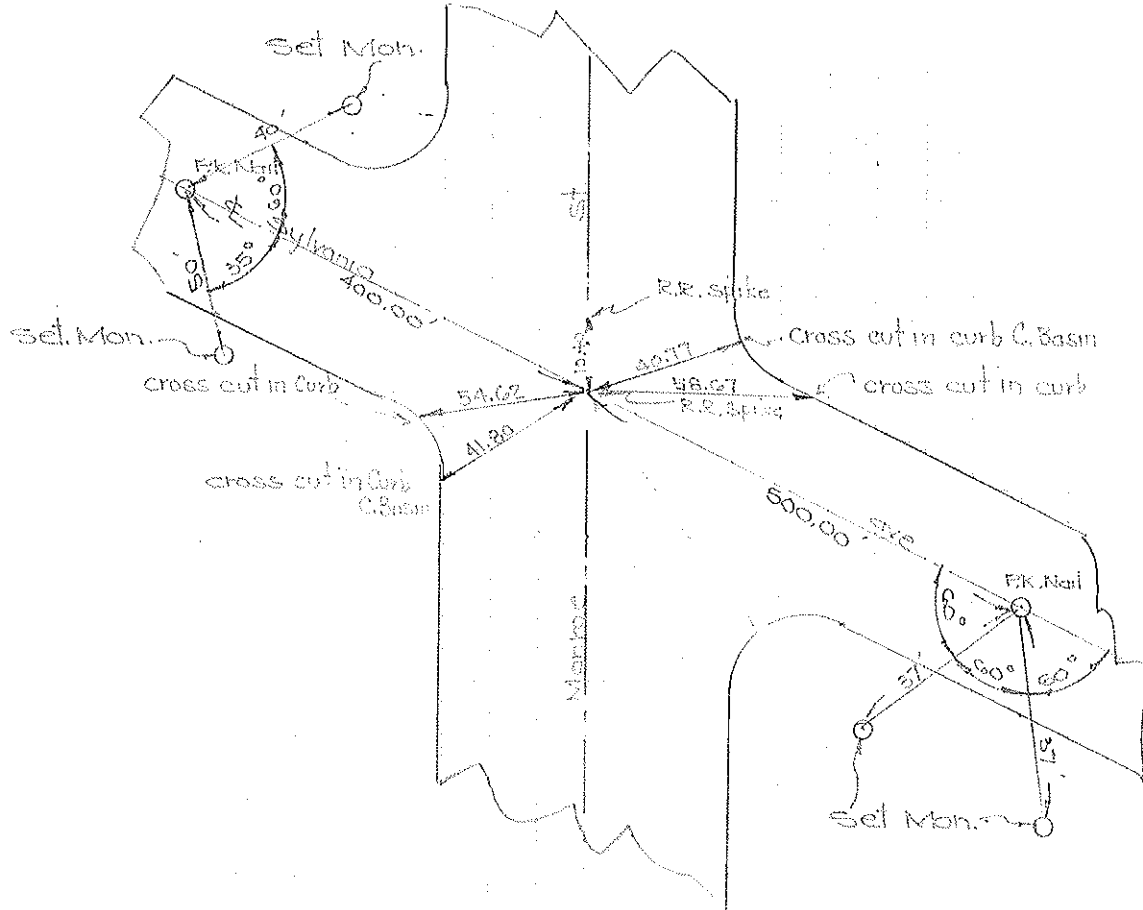 Set Mon.
40'
P.K. Nail
60°
St
Sylvania
35°
50
400.00'
R.R. Spike
Set. Mon.
cross cut in curb C. Basin
40.77
cross cut in Curb
54.62
58.67
cross cut in curb
R.R. Spike
41.80
cross cut in Curb
C. Basin
500.00'
Ave
P.K. Nail
60°
60°
60°
37'
Set Mon.